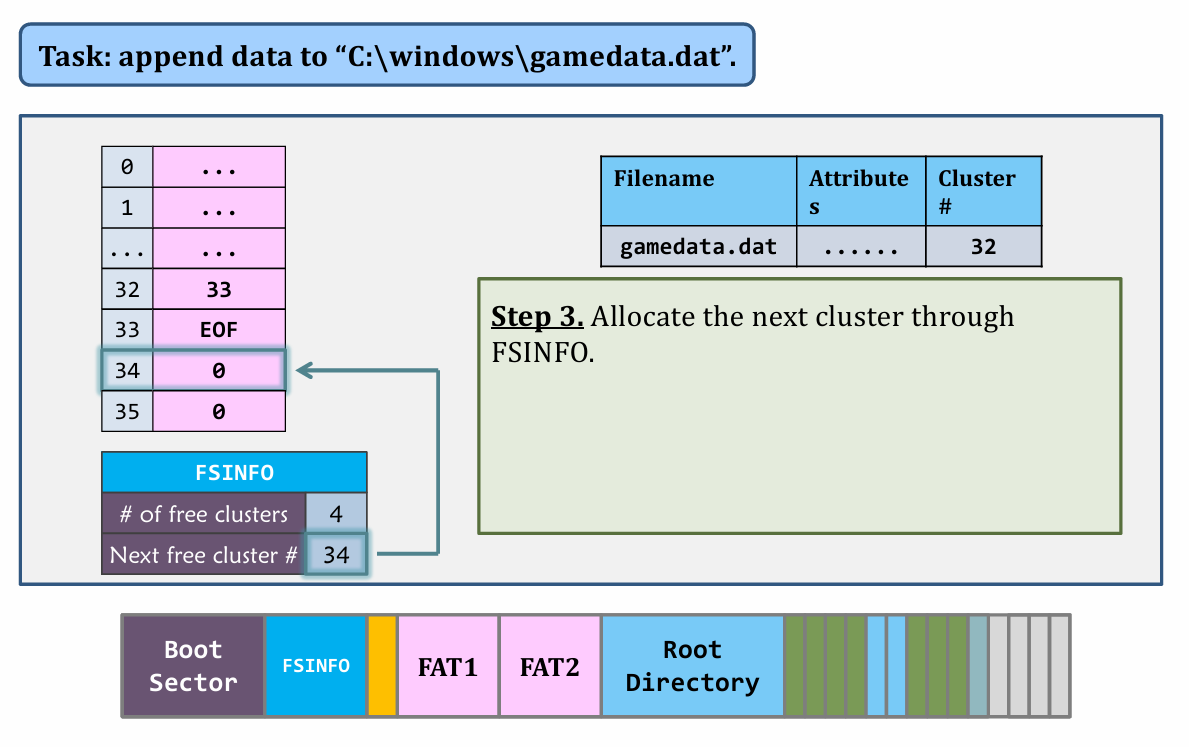 Task: append data to “C:\windows\gamedata.dat”.
0 ...
1 ...
... ...
32 33
33 EOF
34 0
35 0
FSINFO
# of free clusters 4
Next free cluster # 34
Filename Attribute Cluster
s #
gamedata.dat ...... 32
Step 3. Allocate the next cluster through
FSINFO.
Boot
Sector
FSINFO
FAT1
FAT2
Root
Directory